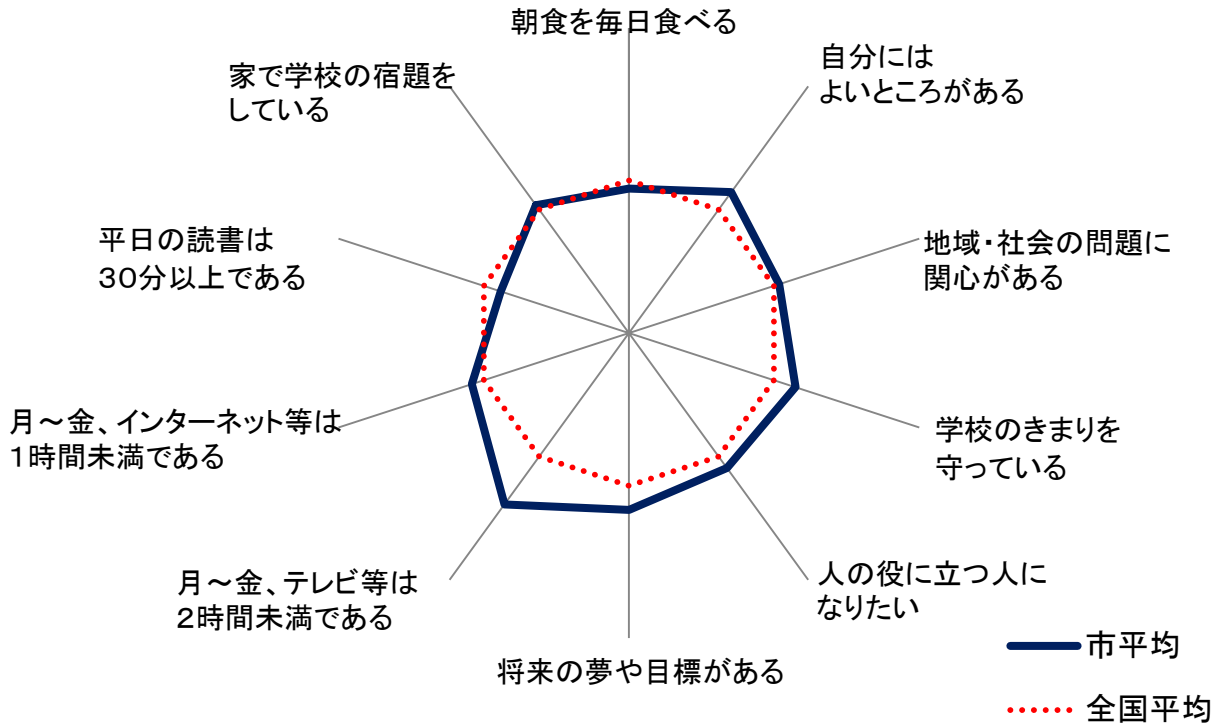 朝食を毎日食べる
自分には
よいところがある
地域・社会の問題に
関心がある
学校のきまりを
守っている
人の役に立つ人に
なりたい
将来の夢や目標がある
月～金、テレビ等は
２時間未満である
月～金、インターネット等は
１時間未満である
平日の読書は
３０分以上である
家で学校の宿題を
している
市平均
全国平均